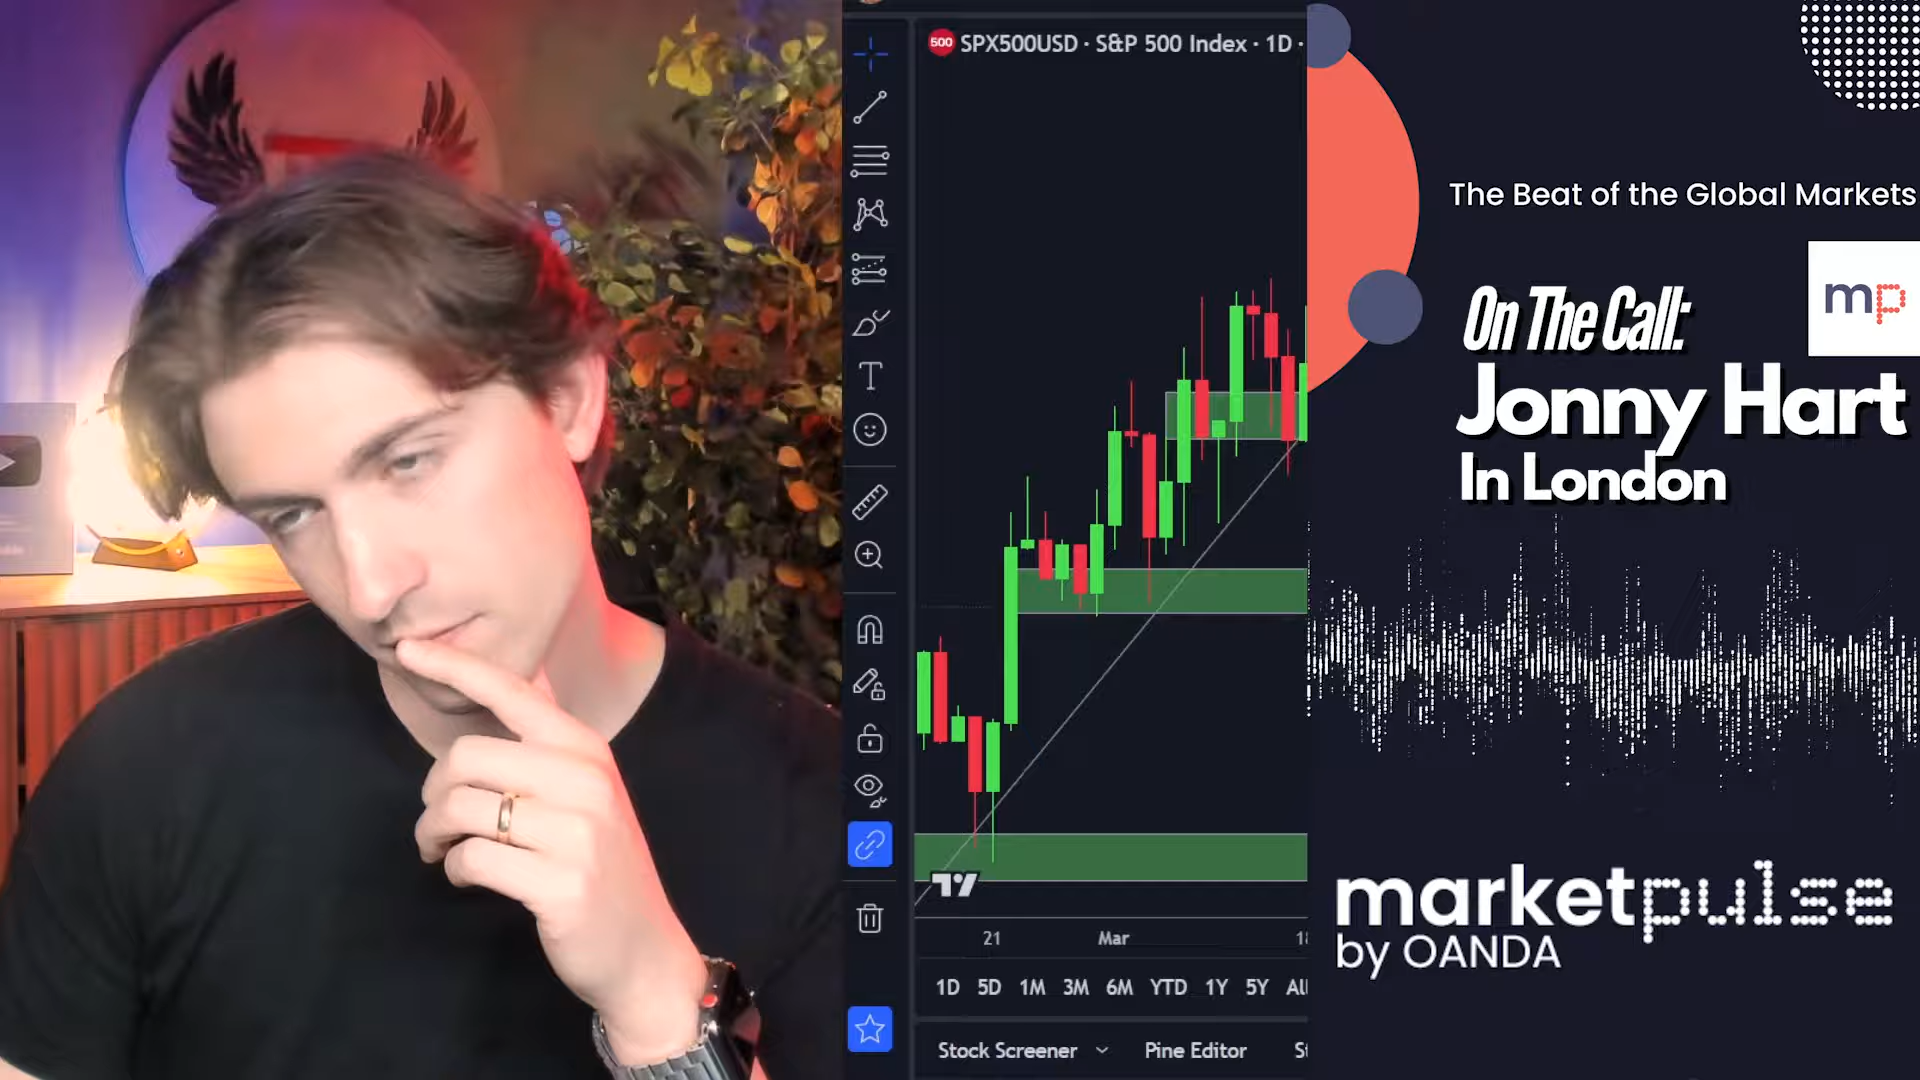 500 SPX500USD · S&P 500 Index · 1D ·
T
21 Mar
1D 5D 1M 3M 6M YTD 1Y 5Y
Stock Screener Pine Editor
The Beat of the Global Markets
mp
On The Call:
Jonny Hart
In London
marketpulse
by OANDA